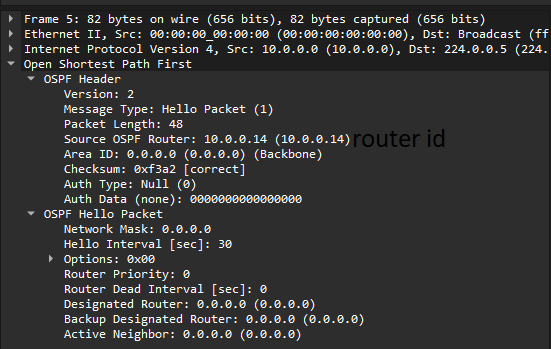 Frame 5: 82 bytes on wire (656 bits), 82 bytes captured (656 bits)
Ethernet II, Src: 00:00:00_00:00:00 (00:00:00:00:00:00), Dst: Broadcast (ff
Internet Protocol Version 4, Src: 10.0.0.0 (10.0.0.0), Dst: 224.0.0.5 (224.
Open Shortest Path First
OSPF Header
Version: 2
Message Type: Hello Packet (1)
Packet Length: 48
Source OSPF Router: 10.0.0.14 (10.0.0.14) router id
Area ID: 0.0.0.0 (0.0.0.0) (Backbone)
Checksum: 0xf3a2 [correct]
Auth Type: Null (0)
Auth Data (none): 0000000000000000
OSPF Hello Packet
Network Mask: 0.0.0.0
Hello Interval [sec]: 30
Options: 0x00
Router Priority: 0
Router Dead Interval [sec]: 0
Designated Router: 0.0.0.0 (0.0.0.0)
Backup Designated Router: 0.0.0.0 (0.0.0.0)
Active Neighbor: 0.0.0.0 (0.0.0.0)